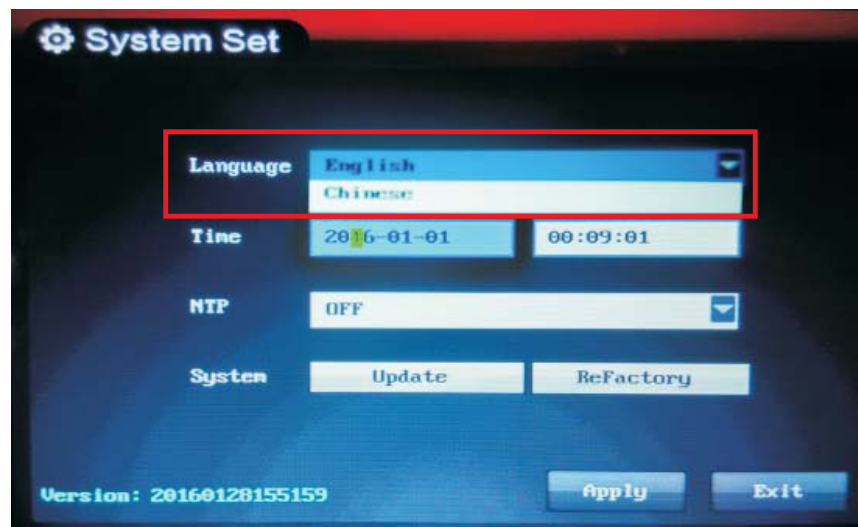 System Set
Language English
Chinese
Time 2016-01-01 00:09:01
NTP OFF
System Update ReFactory
Version: 20160128155159 Apply Exit